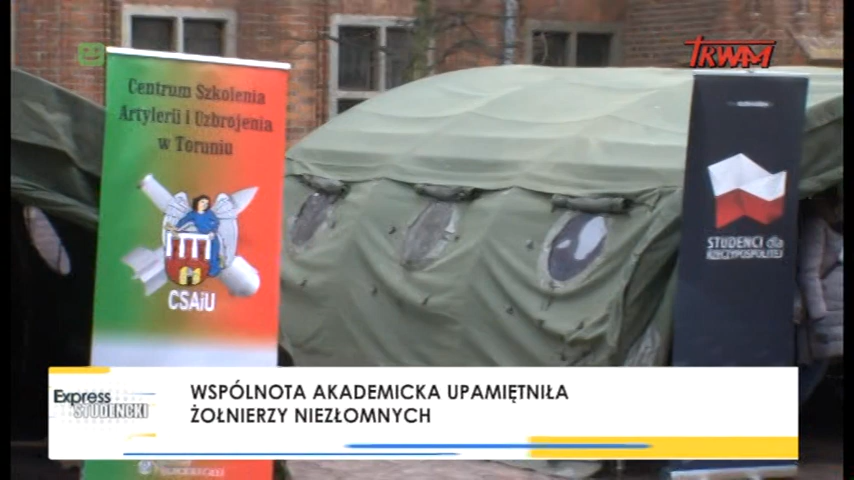 TRWAM
Centrum Szkolenia
Artylerii i Uzbrojenia
w Toruniu
CSAiU
STUDENCI dla
RZECZYPOSPOLITEJ
Express
STUDENCKI
WSPÓLNOTA AKADEMICKA UPAMIĘTNIŁA
ŻOŁNIERZY NIEZŁOMNYCH